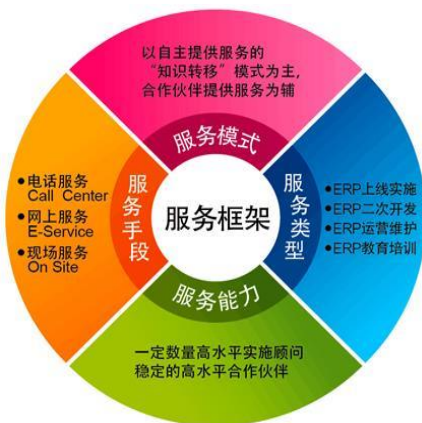 以自主提供服务的
“知识转移”模式为主，
合作伙伴提供服务为辅
服务模式
●电话服务
Call Center
●网上服务
E-Service
●现场服务
On Site
服务手段
服务框架
服务类型
●ERP上线实施
●ERP二次开发
●ERP运营维护
●ERP教育培训
服务能力
一定数量高水平实施顾问
稳定的高水平合作伙伴